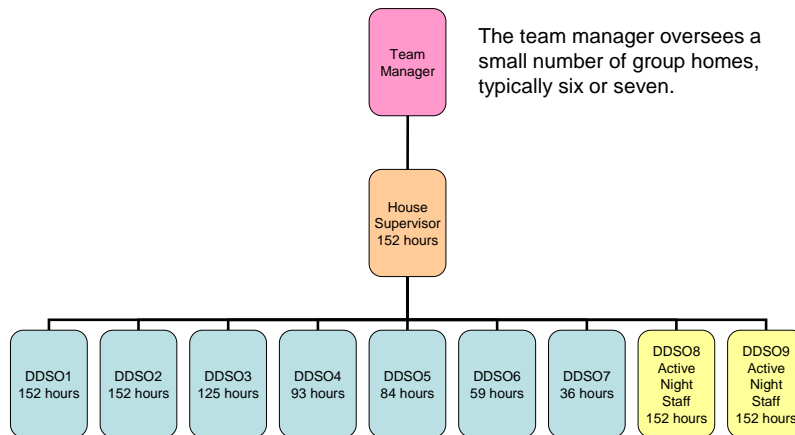 Team
Manager
The team manager oversees a
small number of group homes,
typically six or seven.
House
Supervisor
152 hours
DDSO1
152 hours
DDSO2
152 hours
DDSO3
125 hours
DDSO4
93 hours
DDSO5
84 hours
DDSO6
59 hours
DDSO7
36 hours
DDSO8
Active
Night
Staff
152 hours
DDSO9
Active
Night
Staff
152 hours